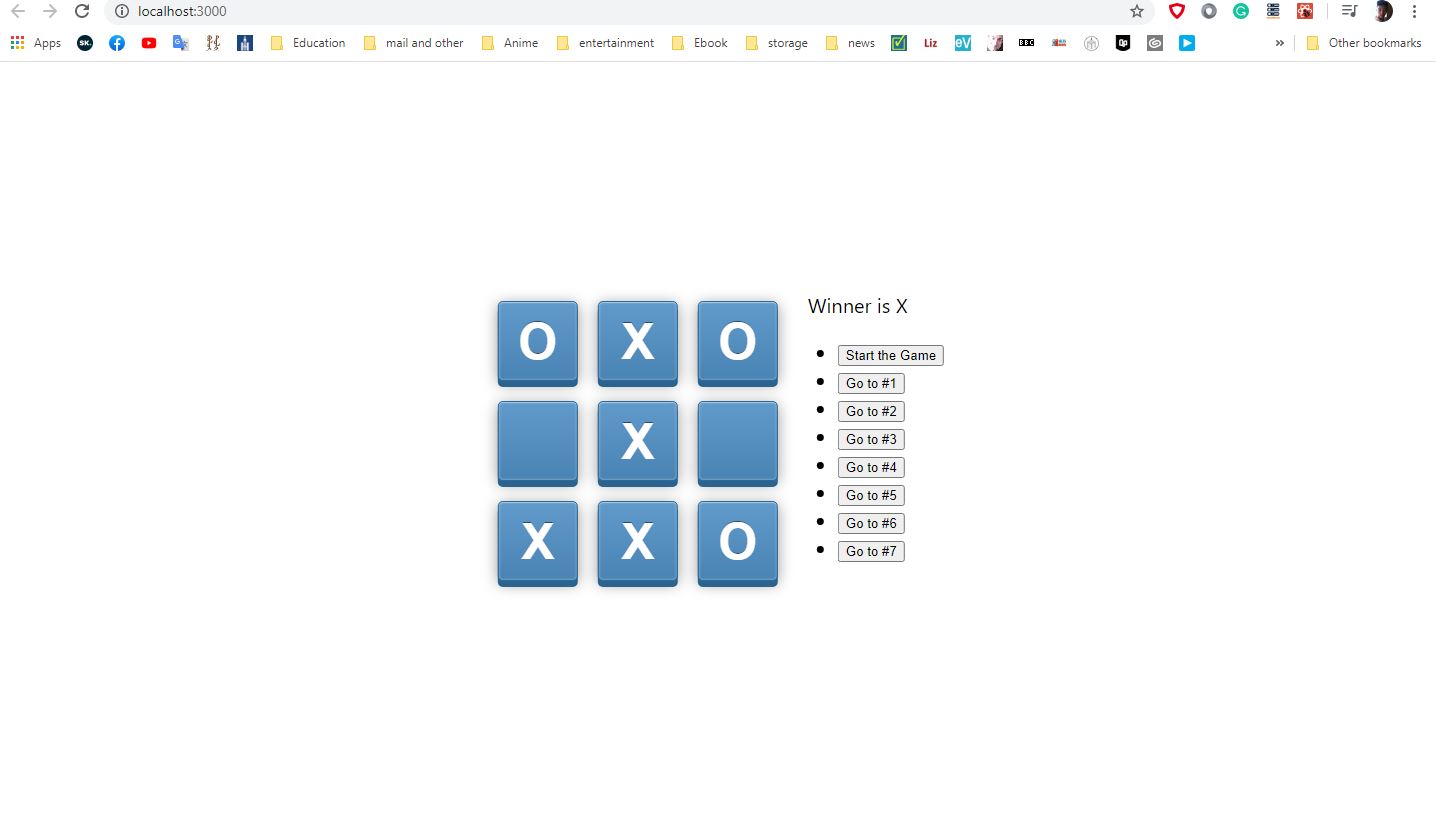 localhost:3000
Apps SK. Education mail and other Anime entertainment Ebook storage news Liz eV BBC Op » Other bookmarks
Winner is X
O X O
X
X X O
Start the Game
Go to #1
Go to #2
Go to #3
Go to #4
Go to #5
Go to #6
Go to #7